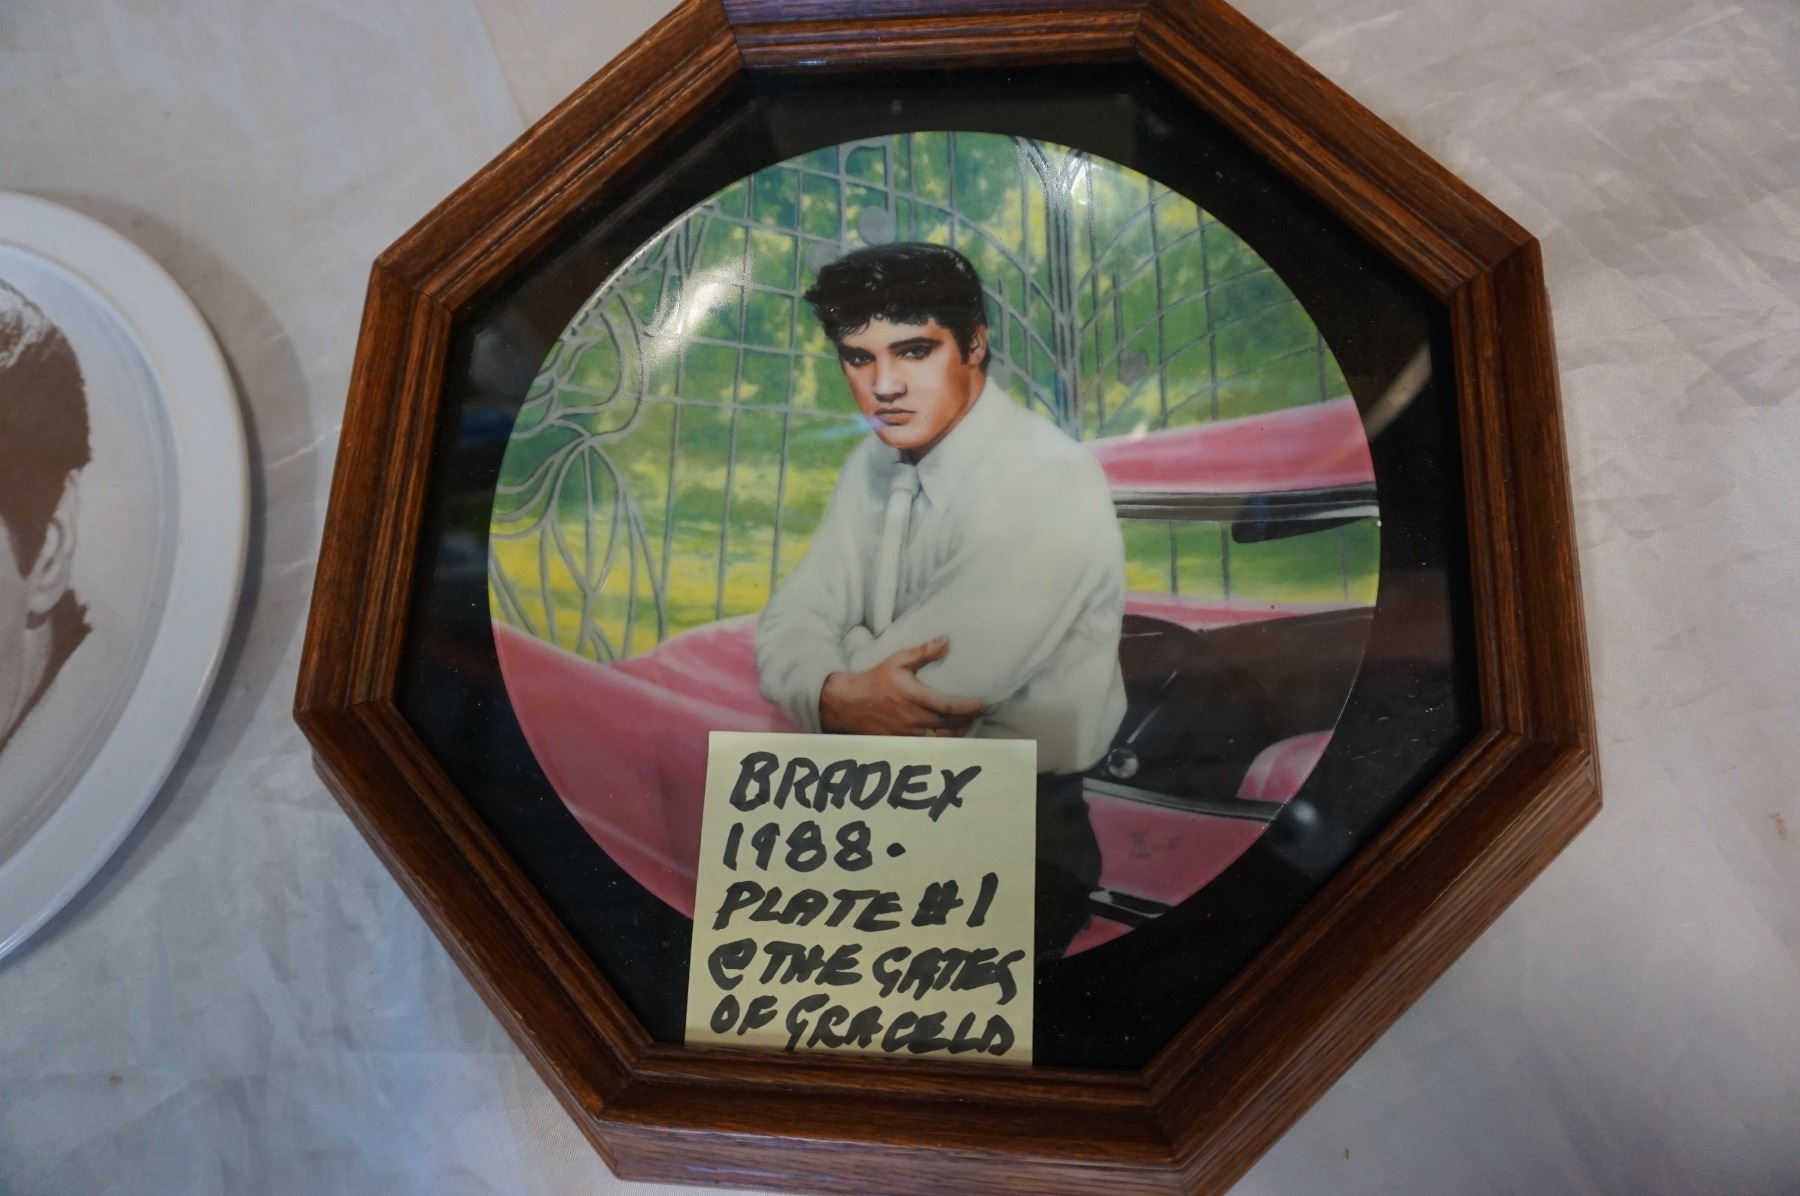 BRADEX
1988.
PLATE #1
@ THE GATES
OF GRACELD